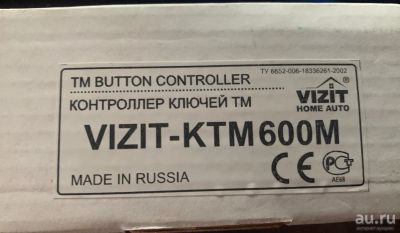 ТУ 6652-006-18336261-2002
TM BUTTON CONTROLLER
КОНТРОЛЛЕР КЛЮЧЕЙ ТМ
VIZIT
HOME AUTO
VIZIT-KTM600M
MADE IN RUSSIA
CE
АЕ68
au.ru